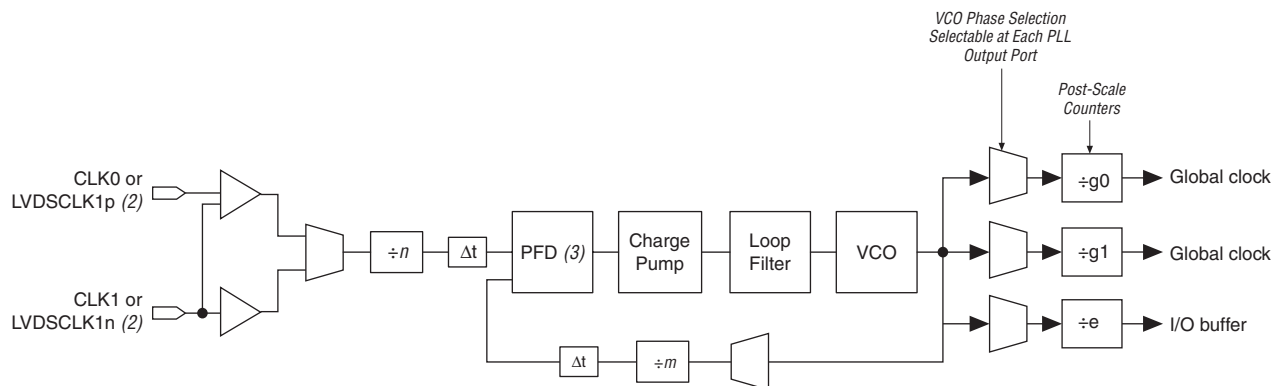 VCO Phase Selection
Selectable at Each PLL
Output Port
Post-Scale
Counters
CLK0 or
LVDSCLK1p (2)
÷g0
Global clock
÷n
Δt
PFD (3)
Charge
Pump
Loop
Filter
VCO
÷g1
Global clock
CLK1 or
LVDSCLK1n (2)
÷e
I/O buffer
Δt
÷m